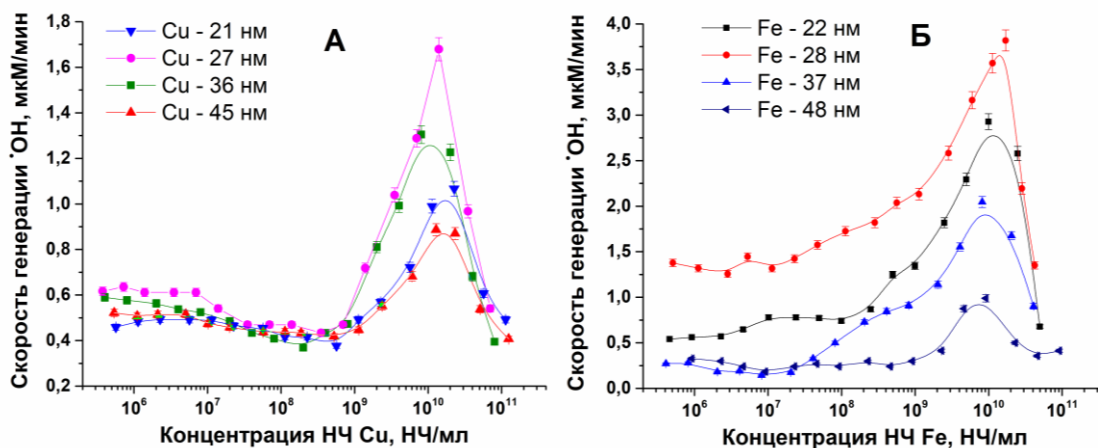 А
Cu - 21 нм
Cu - 27 нм
Cu - 36 нм
Cu - 45 нм
Скорость генерации ˙OH, мкМ/мин
1,8
1,6
1,4
1,2
1,0
0,8
0,6
0,4
0,2
10⁶ 10⁷ 10⁸ 10⁹ 10¹⁰ 10¹¹
Концентрация НЧ Cu, НЧ/мл
Б
Fe - 22 нм
Fe - 28 нм
Fe - 37 нм
Fe - 48 нм
Скорость генерации ˙OH, мкМ/мин
4,0
3,5
3,0
2,5
2,0
1,5
1,0
0,5
0,0
10⁶ 10⁷ 10⁸ 10⁹ 10¹⁰ 10¹¹
Концентрация НЧ Fe, НЧ/мл